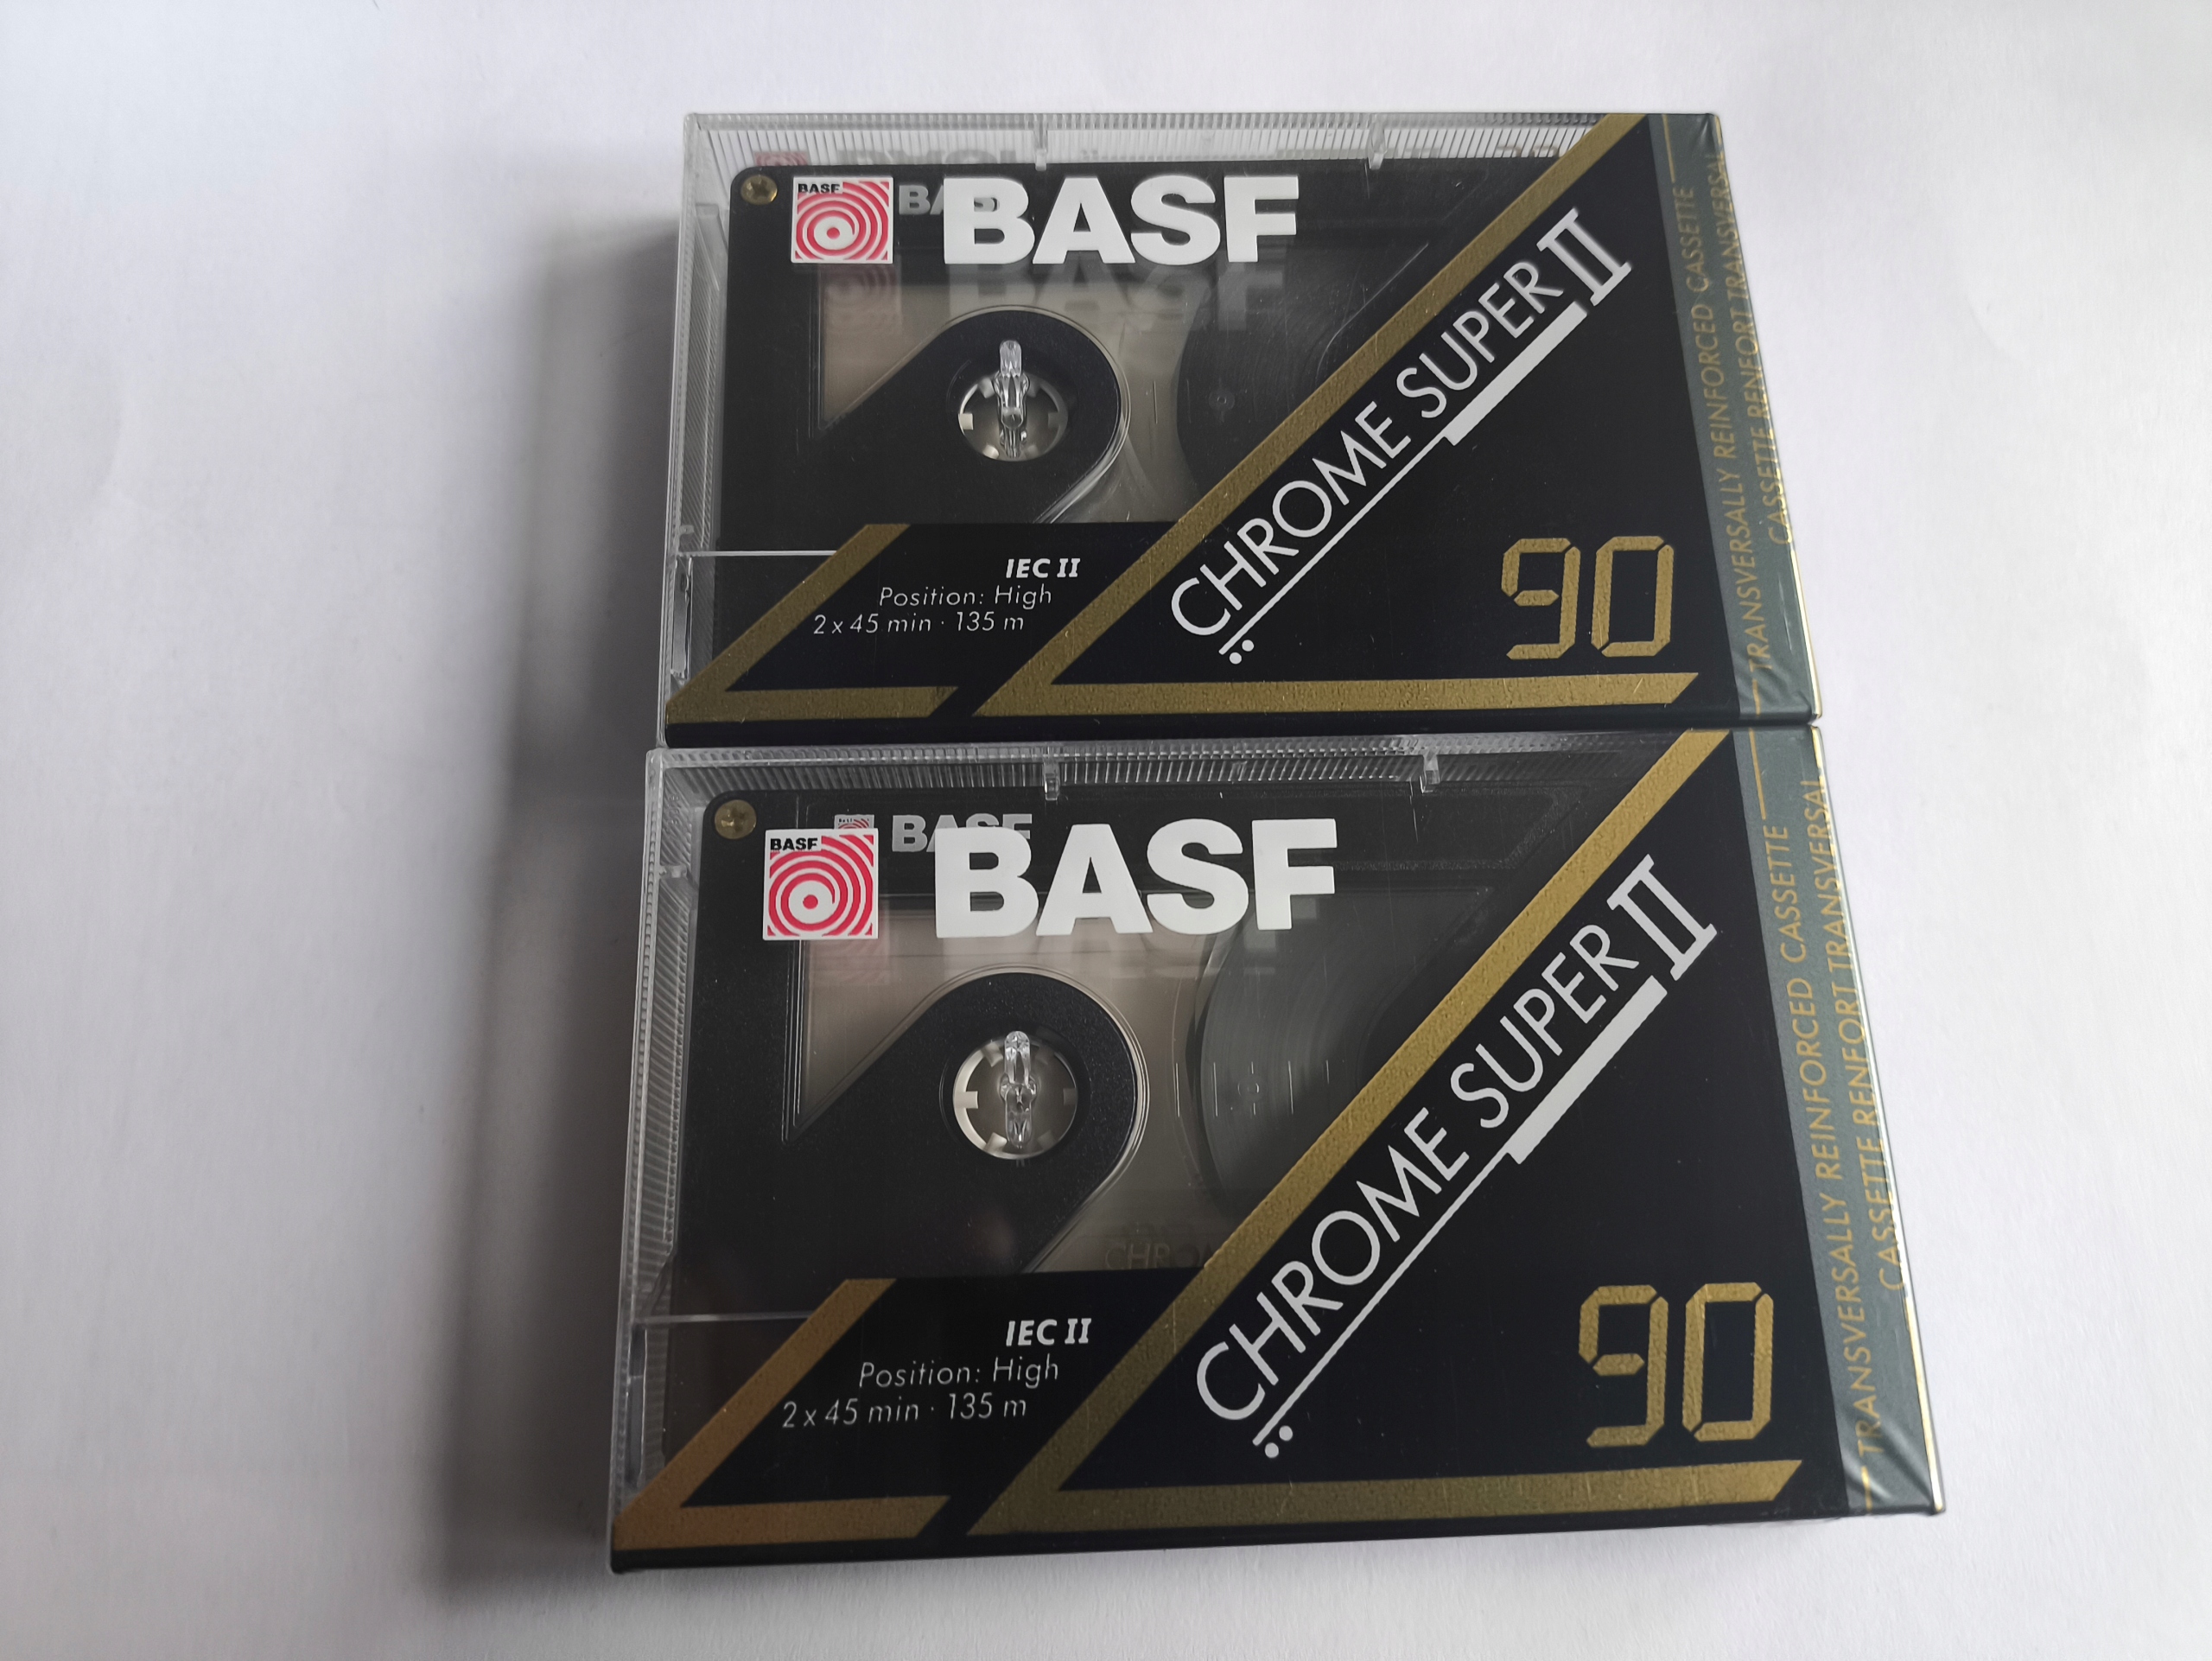 BASF
BASF
BASF
CHROME SUPER II
IEC II
Position: High
2 x 45 min · 135 m
90
TRANSVERSALLY REINFORCED CASSETTE
CASSETTE RENFORT TRANSVERSAL
BASF
BASF
BASF
CHROME SUPER II
IEC II
Position: High
2 x 45 min · 135 m
90
TRANSVERSALLY REINFORCED CASSETTE
CASSETTE RENFORT TRANSVERSAL